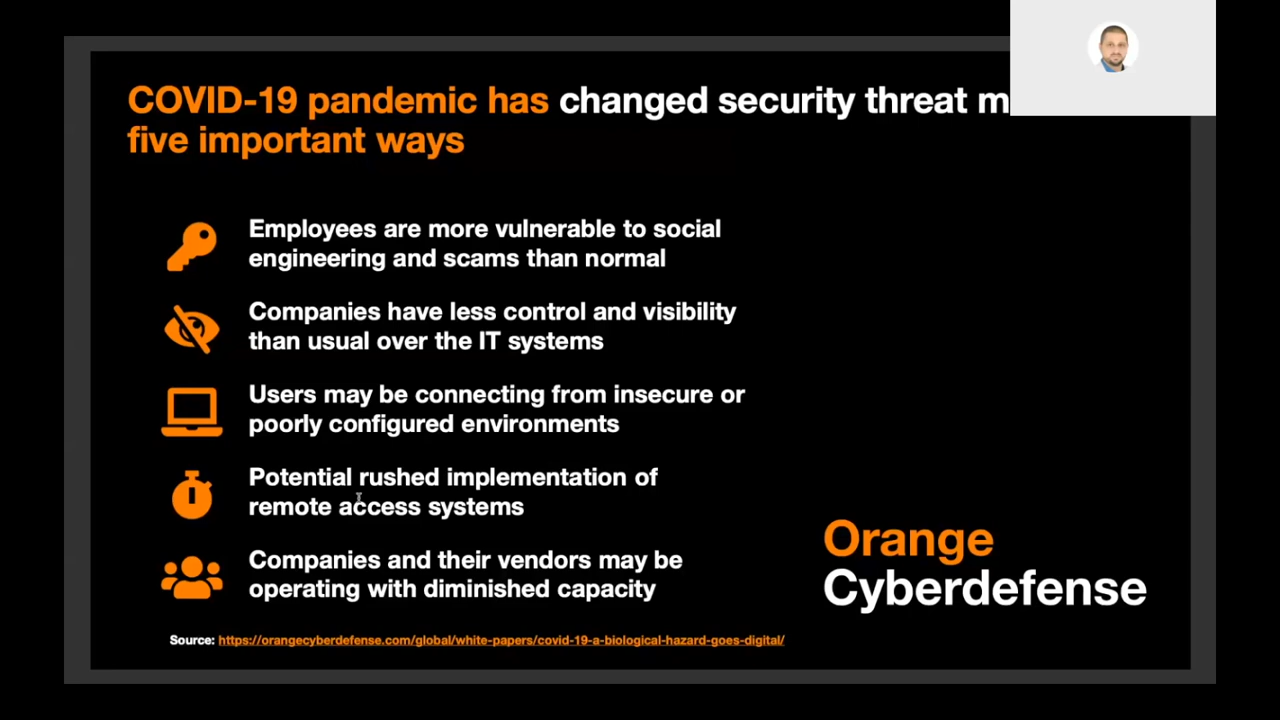 COVID-19 pandemic has changed security threat
five important ways
Employees are more vulnerable to social
engineering and scams than normal
Companies have less control and visibility
than usual over the IT systems
Users may be connecting from insecure or
poorly configured environments
Potential rushed implementation of
remote access systems
Companies and their vendors may be
operating with diminished capacity
Orange
Cyberdefense
Source: https://orangecyberdefense.com/global/white-papers/covid-19-a-biological-hazard-goes-digital/